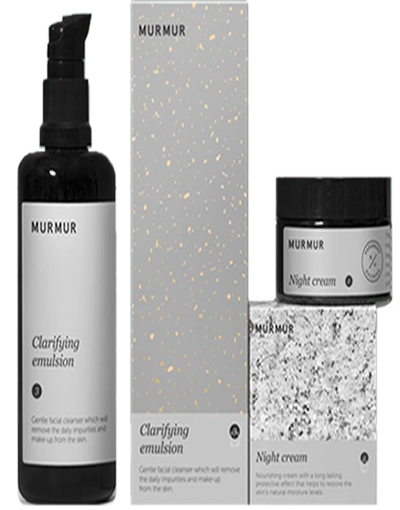 MURMUR
Clarifying
emulsion
3
Gentle facial cleanser which will
remove the daily impurities and
make-up from the skin.
MURMUR
Clarifying
emulsion
Gentle facial cleanser which will remove
the daily impurities and make-up
from the skin.
MURMUR
Night cream
MURMUR
Night cream
Nourishing cream with a long lasting
protective effect that helps to restore the
skin's natural moisture levels.